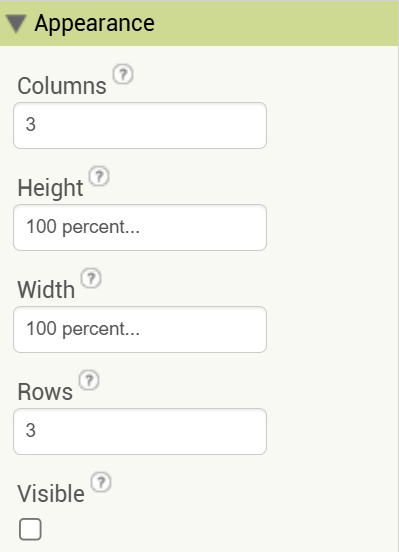 Appearance
Columns ?
3
Height ?
100 percent...
Width ?
100 percent...
Rows ?
3
Visible ?